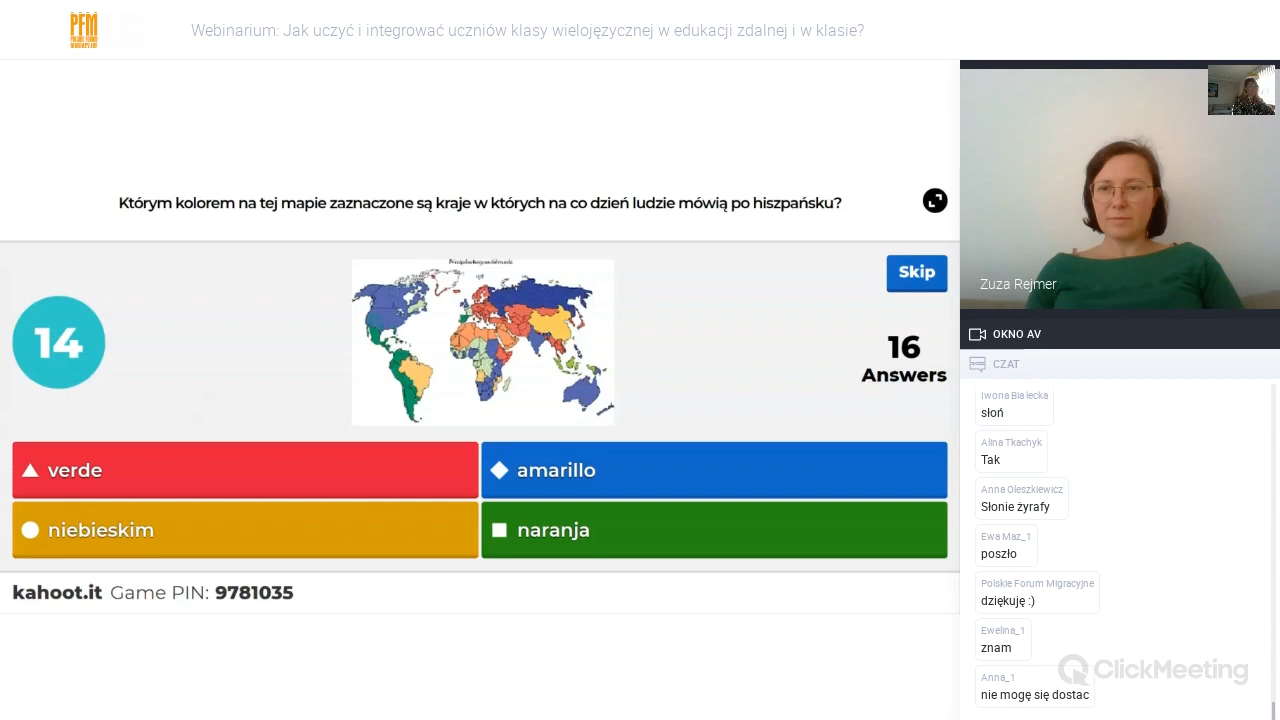 PFM
Webinarium: Jak uczyć i integrować uczniów klasy wielojęzycznej w edukacji zdalnej i w klasie?
Którym kolorem na tej mapie zaznaczone są kraje w których na co dzień ludzie mówią po hiszpańsku?
Skip
14
16
Answers
verde
amarillo
niebieskim
naranja
kahoot.it Game PIN: 9781035
Zuza Rejmer
OKNO AV
CZAT
Iwona Białecka
słoń
Alina Tkachyk
Tak
Anna Oleszkiewicz
Słonie żyrafy
Ewa Maz_1
poszło
Polskie Forum Migracyjne
dziękuję :)
Ewelina_1
znam
Anna_1
nie mogę się dostac
ClickMeeting